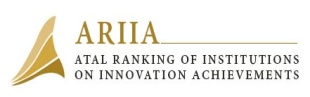 ARIIA
ATAL RANKING OF INSTITUTIONS
ON INNOVATION ACHIEVEMENTS